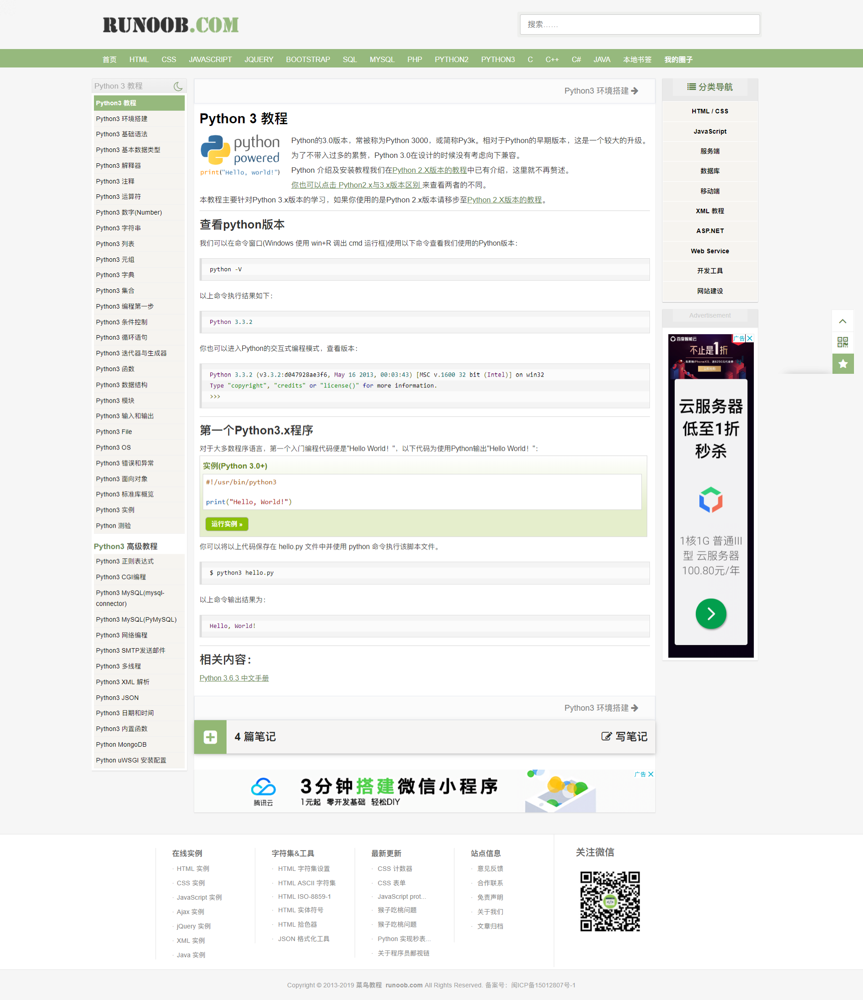 RUNOOB.COM
搜索......
首页 HTML CSS JAVASCRIPT JQUERY BOOTSTRAP SQL MYSQL PHP PYTHON2 PYTHON3 C C++ C# JAVA 本地书签 我的圈子
Python 3 教程
Python3 教程
Python3 环境搭建
Python3 基础语法
Python3 基本数据类型
Python3 解释器
Python3 注释
Python3 运算符
Python3 数字(Number)
Python3 字符串
Python3 列表
Python3 元组
Python3 字典
Python3 集合
Python3 编程第一步
Python3 条件控制
Python3 循环语句
Python3 迭代器与生成器
Python3 函数
Python3 数据结构
Python3 模块
Python3 输入和输出
Python3 File
Python3 OS
Python3 错误和异常
Python3 面向对象
Python3 标准库概览
Python3 实例
Python 测验
Python3 高级教程
Python3 正则表达式
Python3 CGI编程
Python3 MySQL(mysql-
connector)
Python3 MySQL(PyMySQL)
Python3 网络编程
Python3 SMTP发送邮件
Python3 多线程
Python3 XML 解析
Python3 JSON
Python3 日期和时间
Python3 内置函数
Python MongoDB
Python uWSGI 安装配置
Python3 环境搭建
Python 3 教程
python
powered
print("Hello, world!")
Python的3.0版本，常被称为Python 3000，或简称Py3k。相对于Python的早期版本，这是一个较大的升级。
为了不带入过多的累赘，Python 3.0在设计的时候没有考虑向下兼容。
Python 介绍及安装教程我们在Python 2.X版本的教程中已有介绍，这里就不再赘述。
你也可以点击 Python2.x与3.x版本区别 来查看两者的不同。
本教程主要针对Python 3.x版本的学习，如果你使用的是Python 2.x版本请移步至Python 2.X版本的教程。
查看python版本
我们可以在命令窗口(Windows 使用 win+R 调出 cmd 运行框)使用以下命令查看我们使用的Python版本：
python -V
以上命令执行结果如下：
Python 3.3.2
你也可以进入Python的交互式编程模式，查看版本：
Python 3.3.2 (v3.3.2:d047928ae3f6, May 16 2013, 00:03:43) [MSC v.1600 32 bit (Intel)] on win32
Type "copyright", "credits" or "license()" for more information.
>>>
第一个Python3.x程序
对于大多数程序语言，第一个入门编程代码便是"Hello World！"，以下代码为使用Python输出"Hello World！"：
实例(Python 3.0+)
#!/usr/bin/python3
print("Hello, World!")
运行实例 »
你可以将以上代码保存在 hello.py 文件中并使用 python 命令执行该脚本文件。
$ python3 hello.py
以上命令输出结果为：
Hello, World!
相关内容：
Python 3.6.3 中文手册
Python3 环境搭建
4 篇笔记
写笔记
腾讯云
3分钟搭建微信小程序
1元起 零开发基础 轻松DIY
广告
分类导航
HTML / CSS
JavaScript
服务端
数据库
移动端
XML 教程
ASP.NET
Web Service
开发工具
网站建设
Advertisement
百度智能云
广告
不止是1折
免费抽iPhoneXS，送8250元代金券
立即抢购
云服务器
低至1折
秒杀
1核1G 普通III
型 云服务器
100.80元/年
在线实例
· HTML 实例
· CSS 实例
· JavaScript 实例
· Ajax 实例
· jQuery 实例
· XML 实例
· Java 实例
字符集&工具
· HTML 字符集设置
· HTML ASCII 字符集
· HTML ISO-8859-1
· HTML 实体符号
· HTML 拾色器
· JSON 格式化工具
最新更新
· CSS 计数器
· CSS 表单
· JavaScript prot...
· 猴子吃桃问题
· 猴子吃桃问题
· Python 实现秒表...
· 关于程序员鄙视链
站点信息
· 意见反馈
· 合作联系
· 免责声明
· 关于我们
· 文章归档
关注微信
Copyright © 2013-2019 菜鸟教程 runoob.com All Rights Reserved. 备案号：闽ICP备15012807号-1